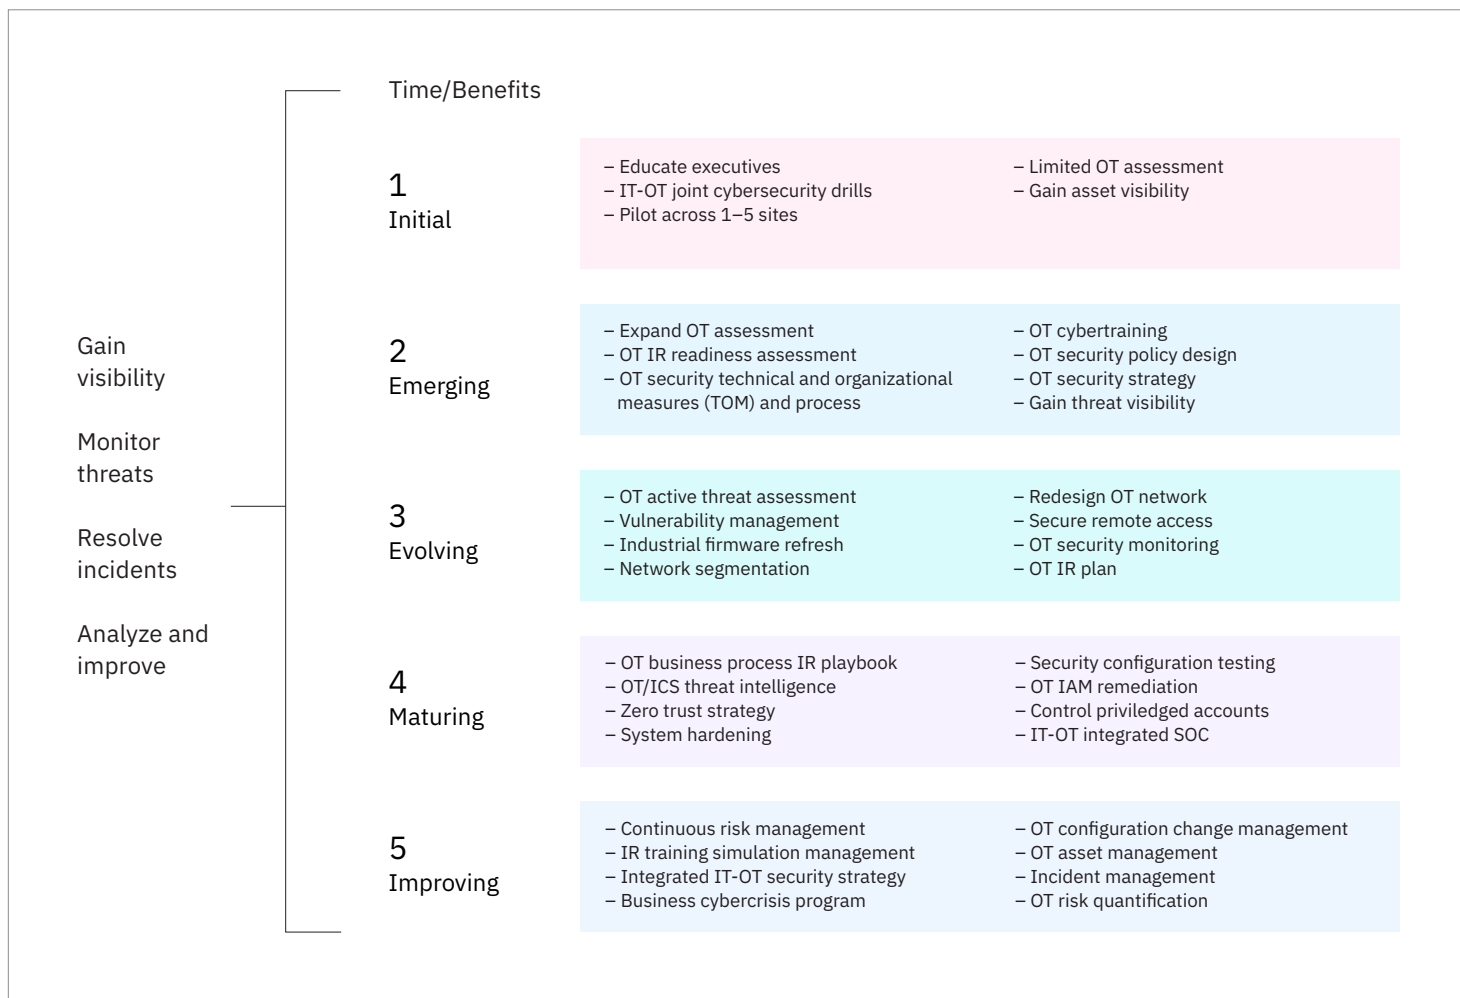 Time/Benefits
Gain
visibility
Monitor
threats
Resolve
incidents
Analyze and
improve
1
Initial
– Educate executives
– IT-OT joint cybersecurity drills
– Pilot across 1–5 sites
– Limited OT assessment
– Gain asset visibility
2
Emerging
– Expand OT assessment
– OT IR readiness assessment
– OT security technical and organizational
measures (TOM) and process
– OT cybertraining
– OT security policy design
– OT security strategy
– Gain threat visibility
3
Evolving
– OT active threat assessment
– Vulnerability management
– Industrial firmware refresh
– Network segmentation
– Redesign OT network
– Secure remote access
– OT security monitoring
– OT IR plan
4
Maturing
– OT business process IR playbook
– OT/ICS threat intelligence
– Zero trust strategy
– System hardening
– Security configuration testing
– OT IAM remediation
– Control priviledged accounts
– IT-OT integrated SOC
5
Improving
– Continuous risk management
– IR training simulation management
– Integrated IT-OT security strategy
– Business cybercrisis program
– OT configuration change management
– OT asset management
– Incident management
– OT risk quantification